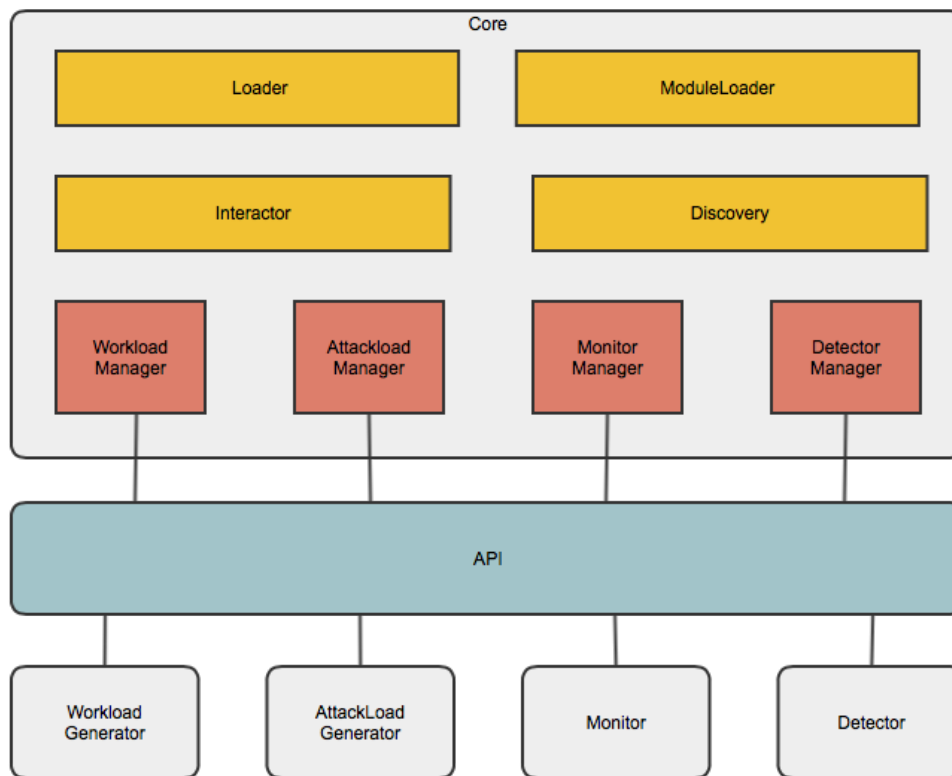 Core
Loader
ModuleLoader
Interactor
Discovery
Workload
Manager
Attackload
Manager
Monitor
Manager
Detector
Manager
API
Workload
Generator
AttackLoad
Generator
Monitor
Detector